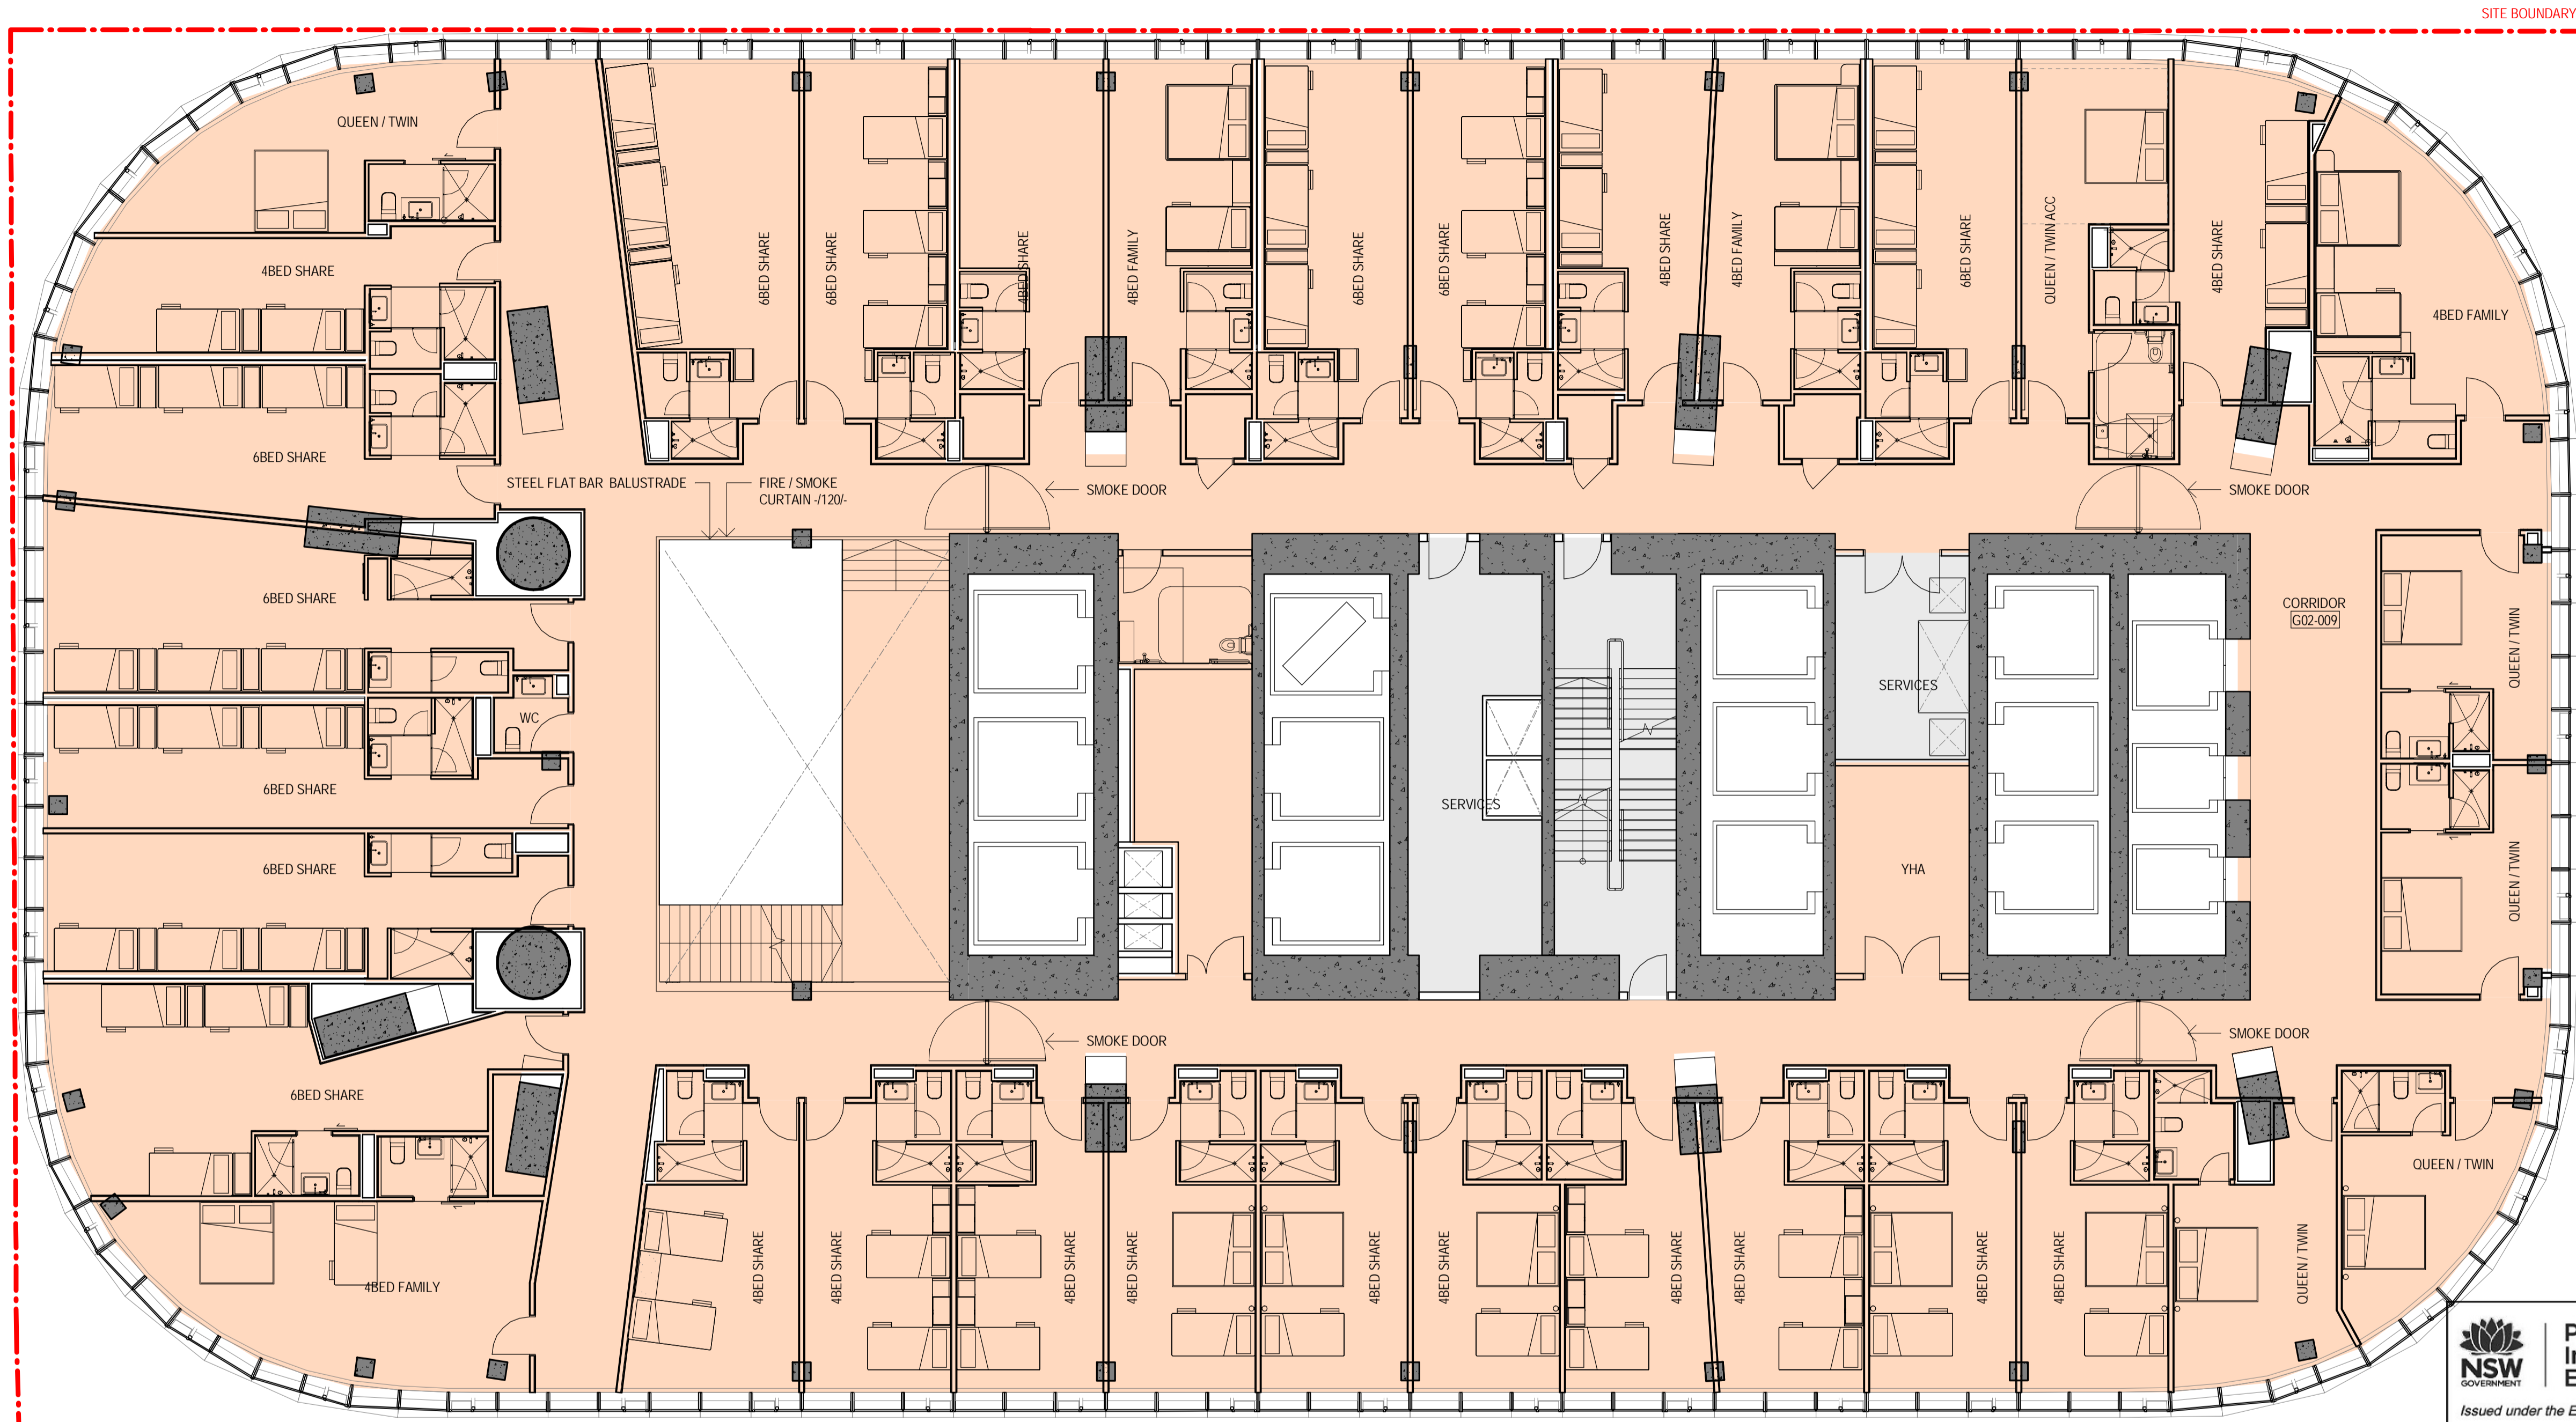 SITE BOUNDARY
QUEEN / TWIN
4BED SHARE
6BED SHARE
6BED SHARE
6BED SHARE
4BED SHARE
4BED FAMILY
6BED SHARE
6BED SHARE
4BED SHARE
4BED FAMILY
6BED SHARE
QUEEN / TWIN ACC
4BED SHARE
4BED FAMILY
STEEL FLAT BAR BALUSTRADE
FIRE / SMOKE
CURTAIN -/120/-
SMOKE DOOR
SMOKE DOOR
6BED SHARE
CORRIDOR
G02-009
QUEEN / TWIN
SERVICES
WC
6BED SHARE
SERVICES
6BED SHARE
YHA
QUEEN / TWIN
SMOKE DOOR
SMOKE DOOR
6BED SHARE
QUEEN / TWIN
4BED FAMILY
4BED SHARE
4BED SHARE
4BED SHARE
4BED SHARE
4BED SHARE
4BED SHARE
4BED SHARE
4BED SHARE
4BED SHARE
4BED SHARE
QUEEN / TWIN
NSW
GOVERNMENT
Issued under the